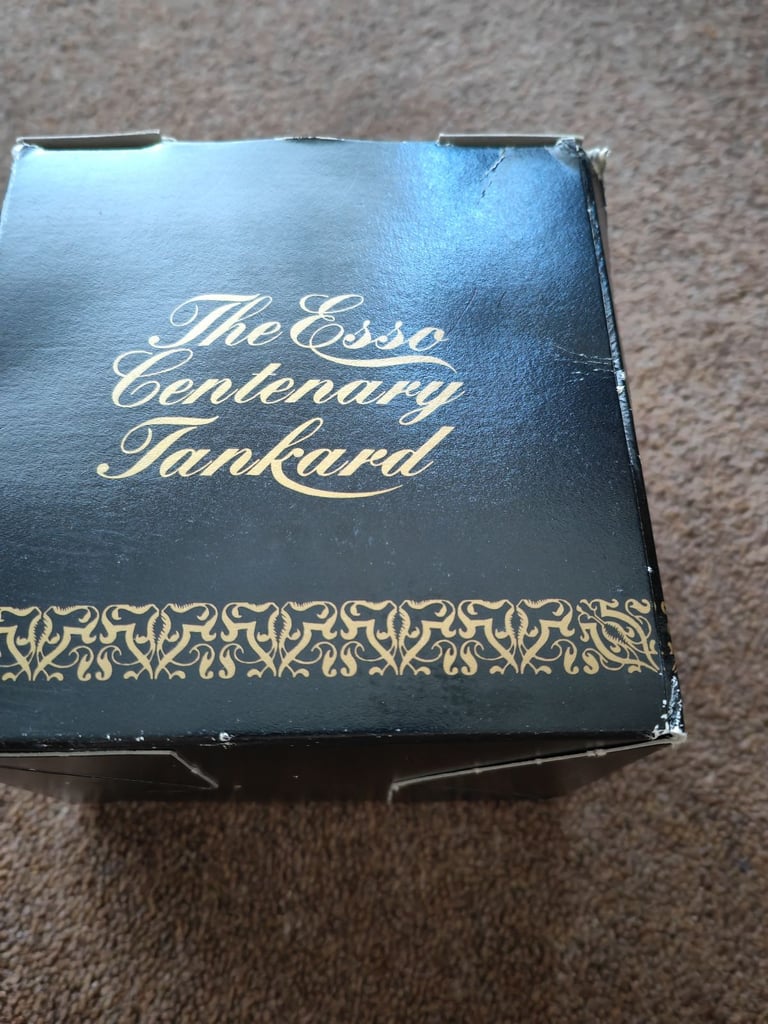 The Esso
Centenary
Tankard